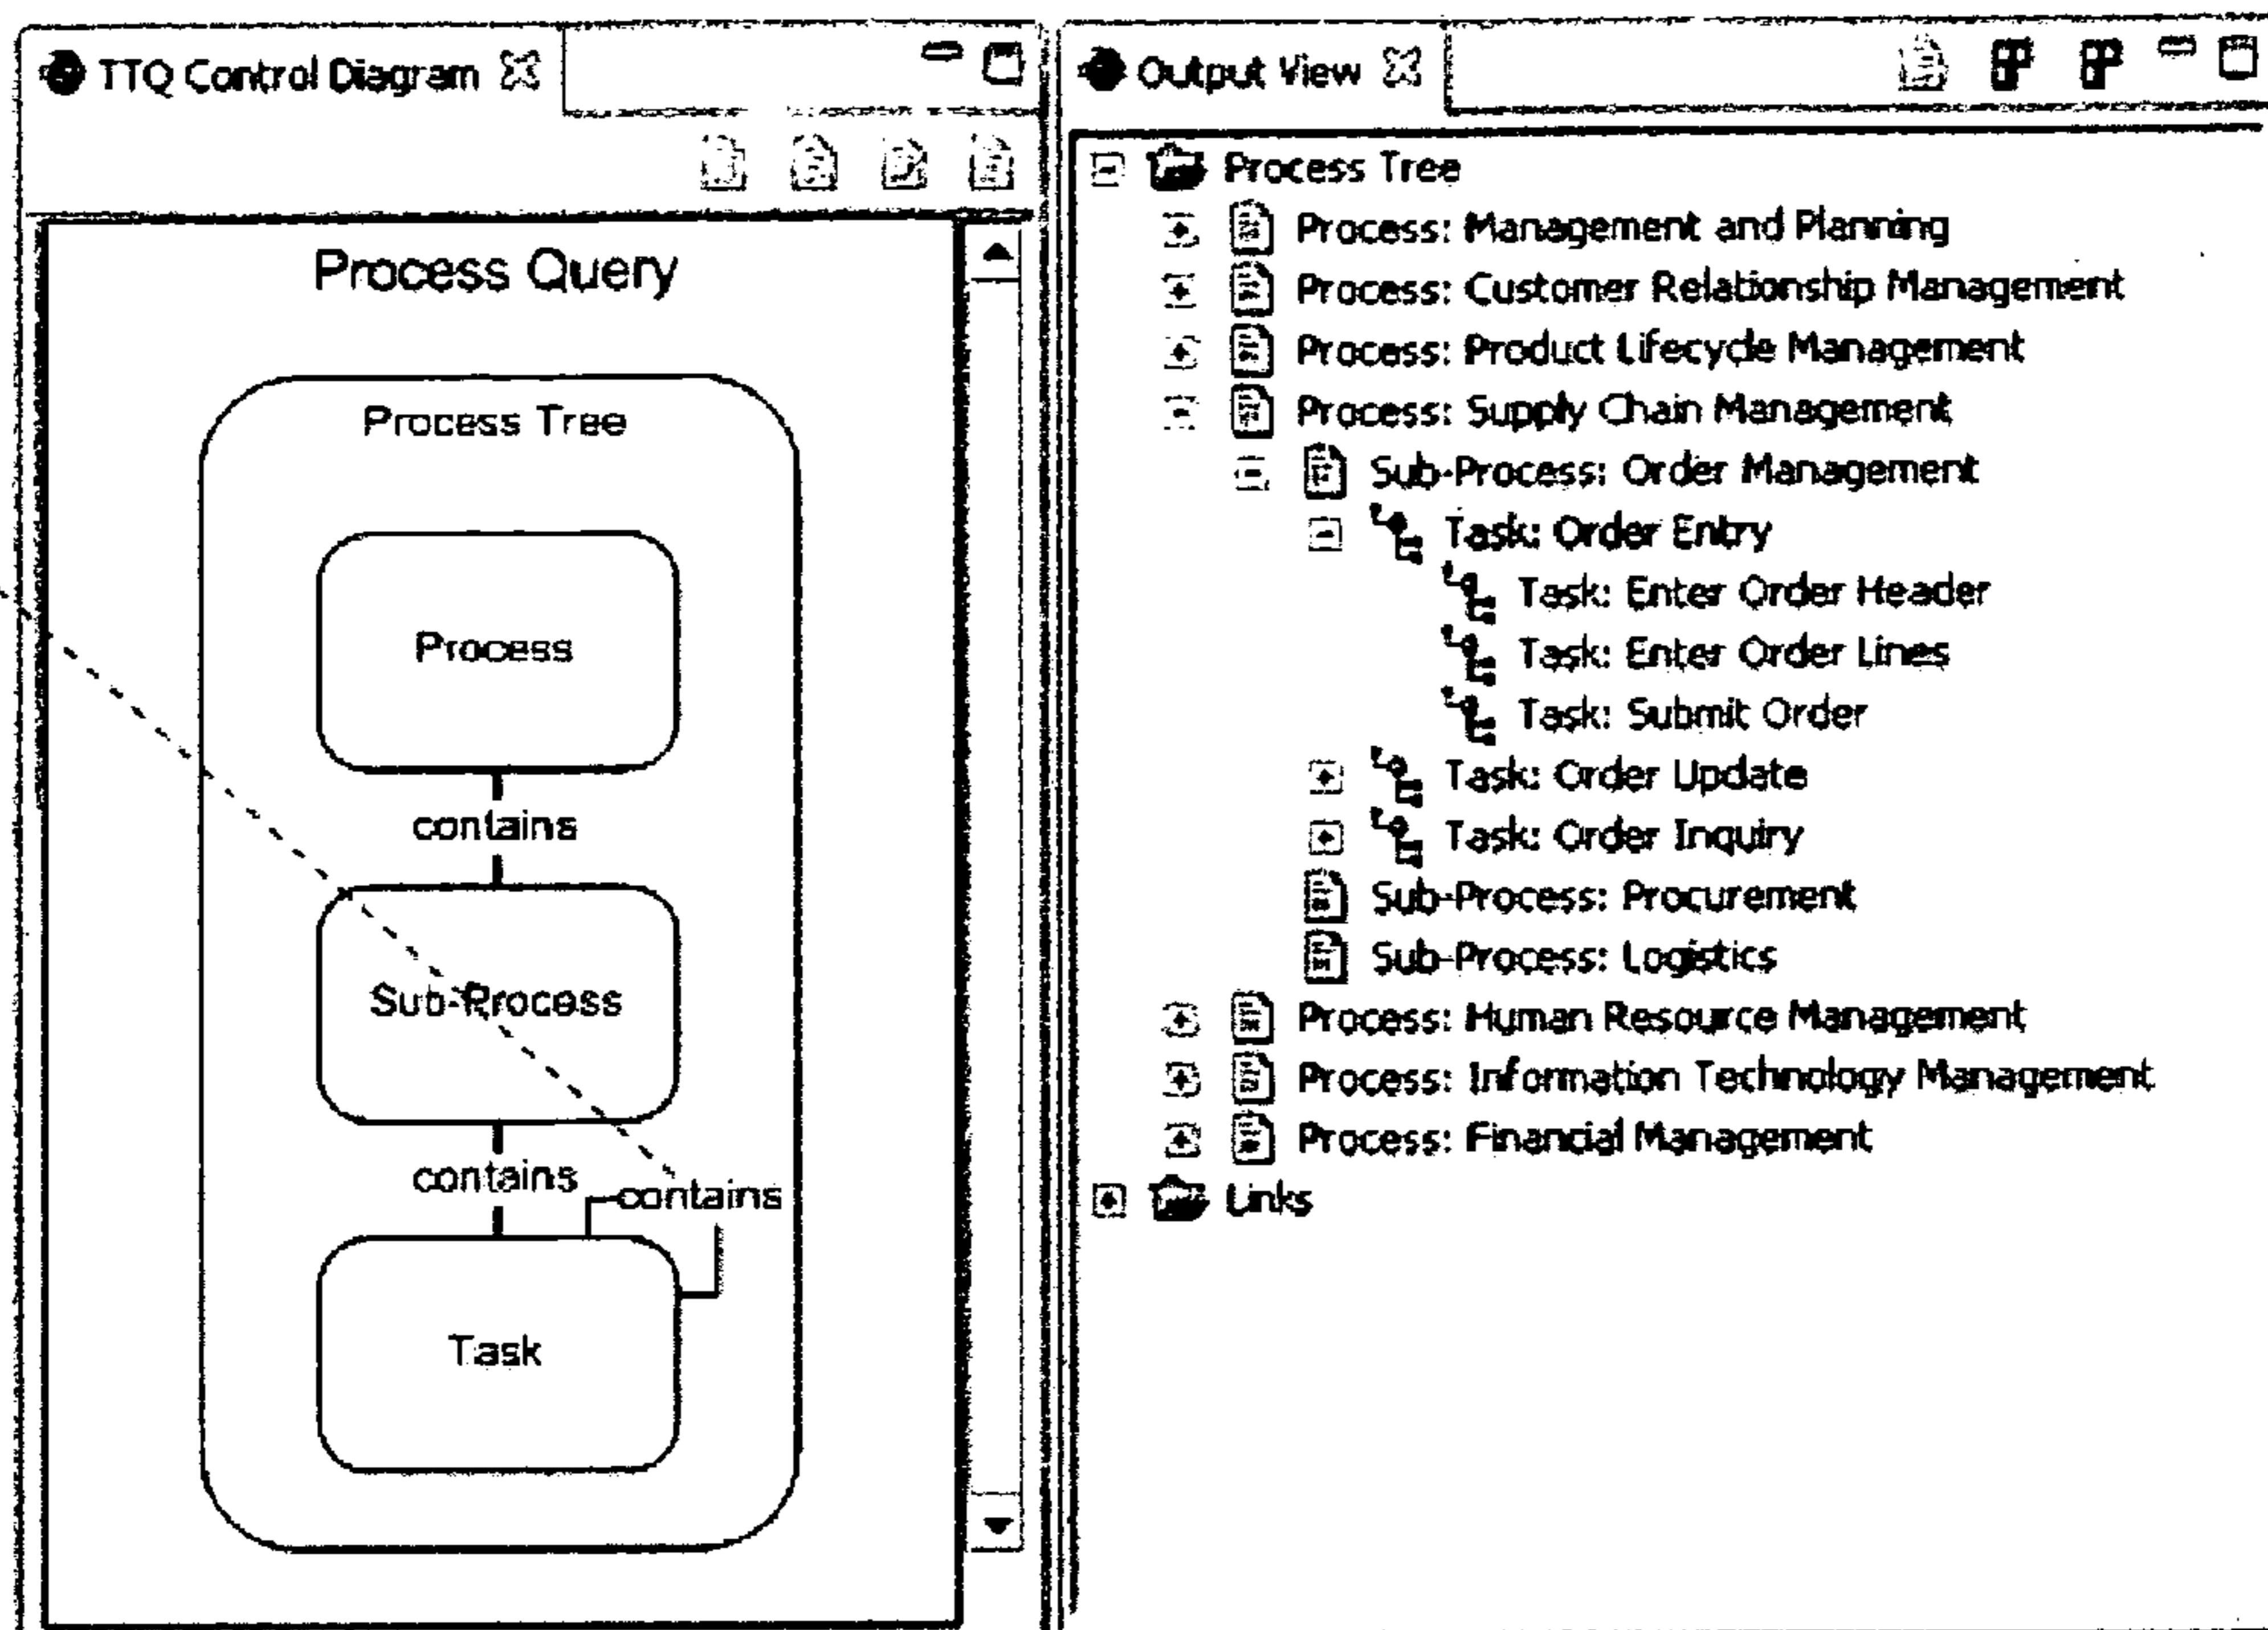 TTQ Control Diagram
Process Query
Process Tree
Process
contains
Sub-Process
contains
contains
Task
Output View
Process Tree
Process: Management and Planning
Process: Customer Relationship Management
Process: Product Lifecycle Management
Process: Supply Chain Management
Sub-Process: Order Management
Task: Order Entry
Task: Enter Order Header
Task: Enter Order Lines
Task: Submit Order
Task: Order Update
Task: Order Inquiry
Sub-Process: Procurement
Sub-Process: Logistics
Process: Human Resource Management
Process: Information Technology Management
Process: Financial Management
Links